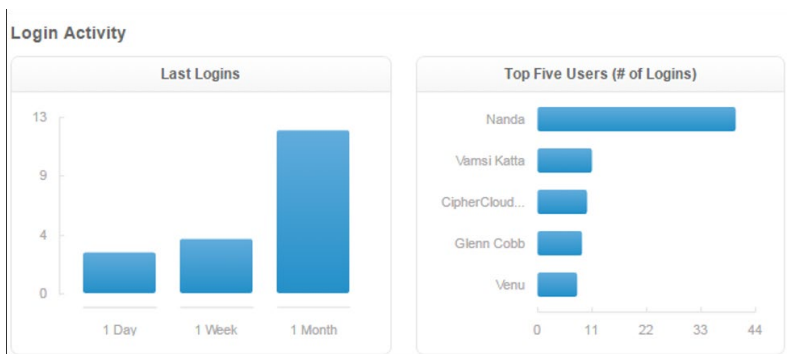 Login Activity
Last Logins
13
9
4
0
1 Day
1 Week
1 Month
Top Five Users (# of Logins)
Nanda
Vamsi Katta
CipherCloud...
Glenn Cobb
Venu
0 11 22 33 44